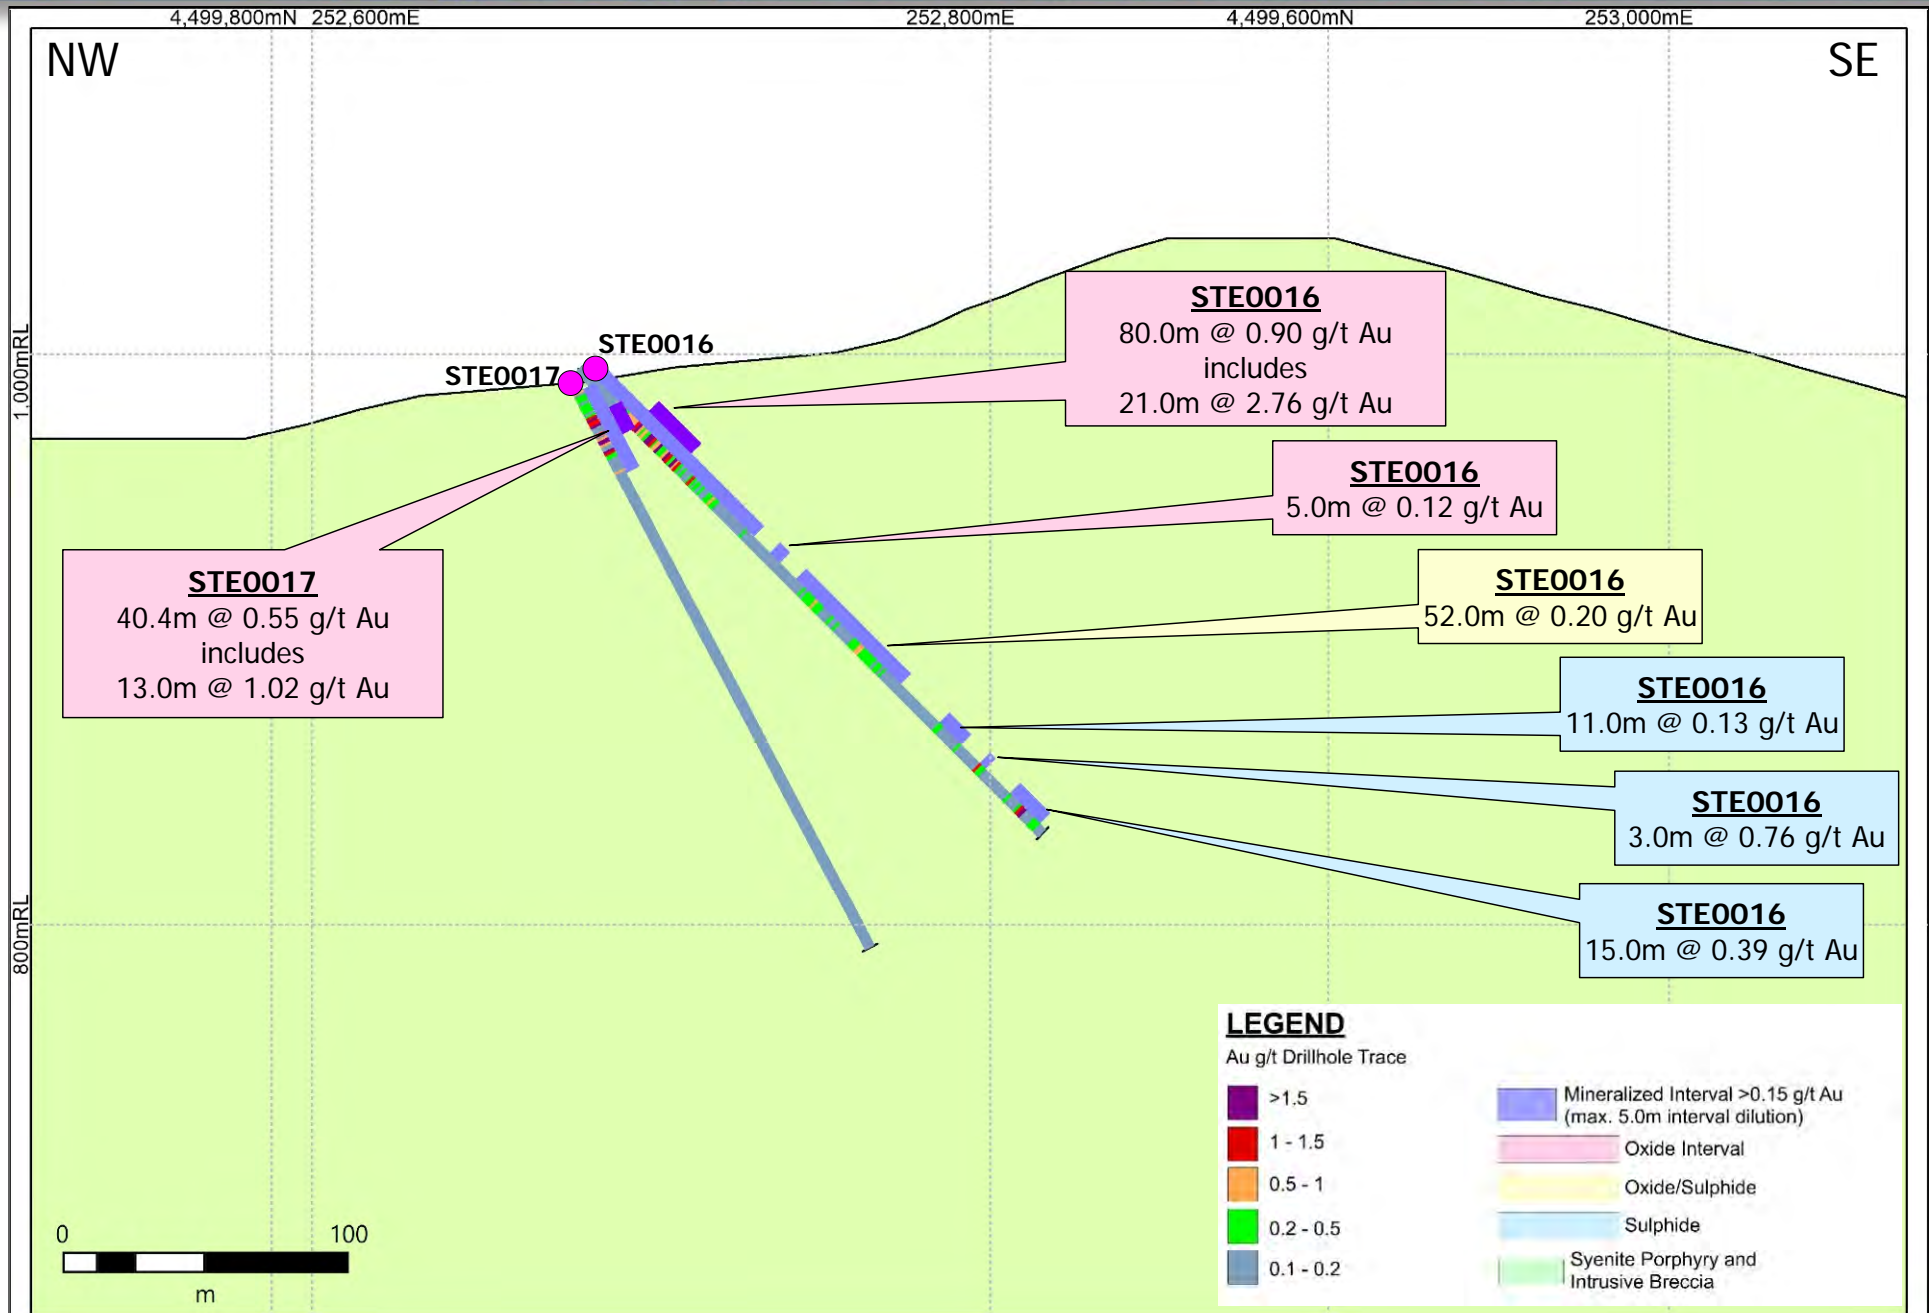 4,499,800mN 252,600mE 252,800mE 4,499,600mN 253,000mE
NW SE
1,000mRL
800mRL
STE0016
STE0017
STE0016
80.0m @ 0.90 g/t Au
includes
21.0m @ 2.76 g/t Au
STE0016
5.0m @ 0.12 g/t Au
STE0016
52.0m @ 0.20 g/t Au
STE0017
40.4m @ 0.55 g/t Au
includes
13.0m @ 1.02 g/t Au
STE0016
11.0m @ 0.13 g/t Au
STE0016
3.0m @ 0.76 g/t Au
STE0016
15.0m @ 0.39 g/t Au
LEGEND
Au g/t Drillhole Trace
>1.5
1 - 1.5
0.5 - 1
0.2 - 0.5
0.1 - 0.2
Mineralized Interval >0.15 g/t Au
(max. 5.0m interval dilution)
Oxide Interval
Oxide/Sulphide
Sulphide
Syenite Porphyry and
Intrusive Breccia
0 100
m